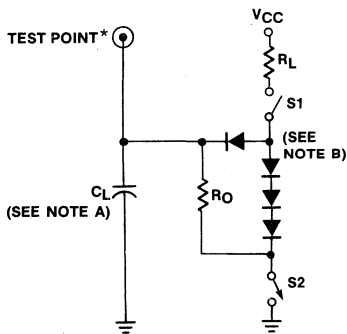 TEST POINT*
VCC
RL
S1
(SEE
NOTE B)
CL
(SEE NOTE A)
RO
S2